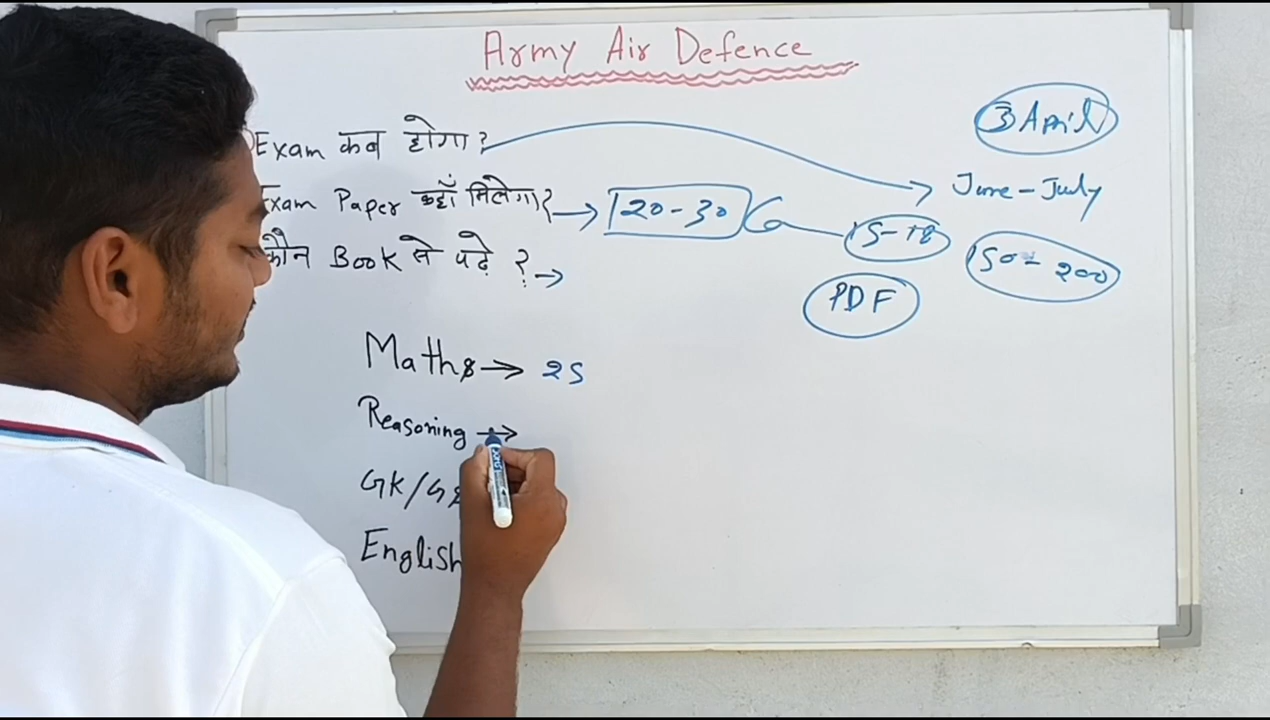 Army Air Defence
3 April
Exam कब होगा?
June - July
Exam Paper कहाँ मिलेगा? → 20-30
15-18
150 - 200
कौन Book से पढ़े ? →
PDF
Maths → 25
Reasoning →
GK/GS
English